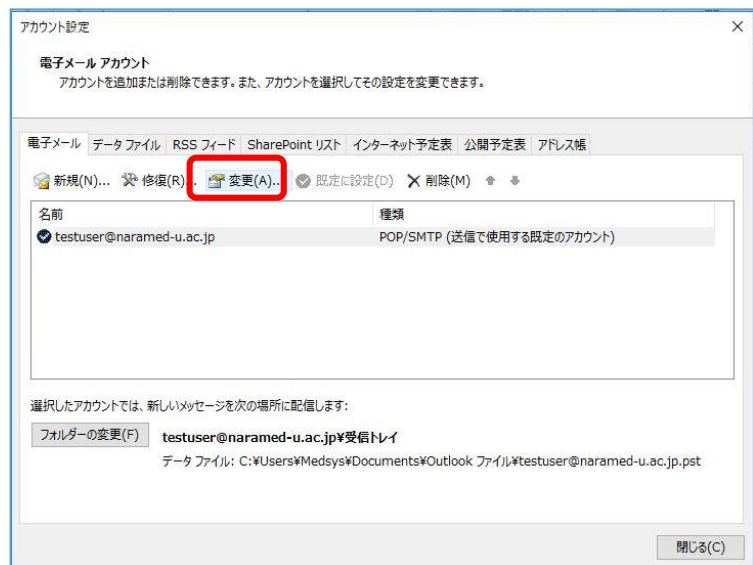 アカウント設定
電子メール アカウント
アカウントを追加または削除できます。また、アカウントを選択してその設定を変更できます。
電子メール データ ファイル RSS フィード SharePoint リスト インターネット予定表 公開予定表 アドレス帳
新規(N)... 修復(R)... 変更(A)... 既定に設定(D) 削除(M)
名前 種類
testuser@naramed-u.ac.jp POP/SMTP (送信で使用する既定のアカウント)
選択したアカウントでは、新しいメッセージを次の場所に配信します:
フォルダーの変更(F) testuser@naramed-u.ac.jp¥受信トレイ
データ ファイル: C:¥Users¥Medsys¥Documents¥Outlook ファイル¥testuser@naramed-u.ac.jp.pst
閉じる(C)